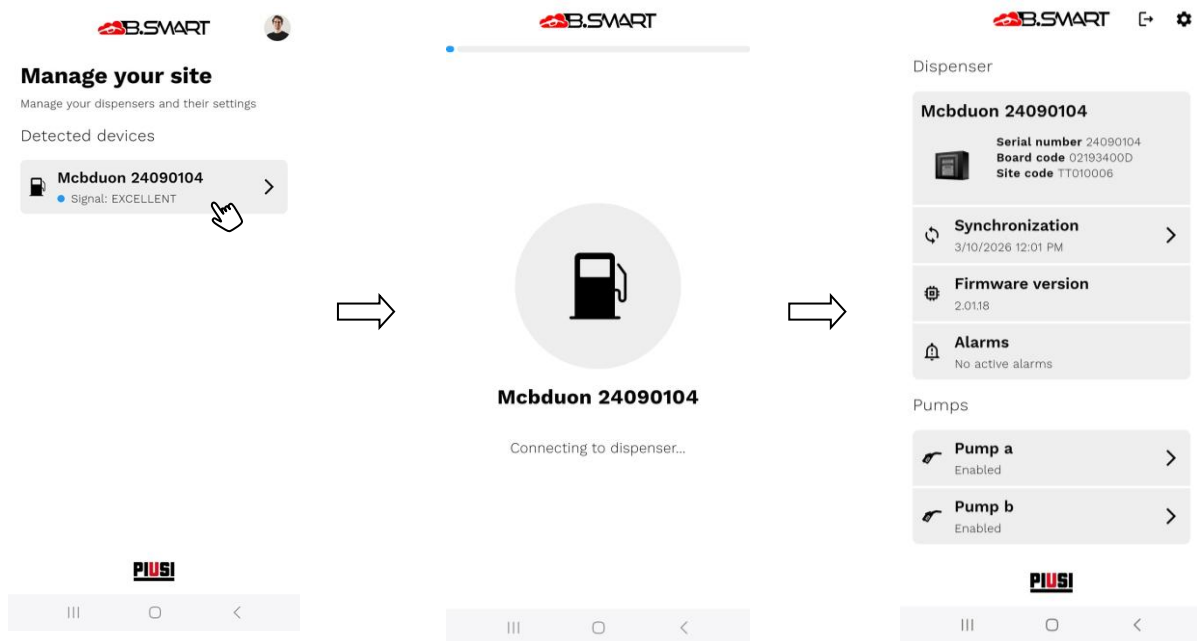 B.SMART
Manage your site
Manage your dispensers and their settings
Detected devices
Mcbduon 24090104
Signal: EXCELLENT
PIUSI
B.SMART
Mcbduon 24090104
Connecting to dispenser...
B.SMART
Dispenser
Mcbduon 24090104
Serial number 24090104
Board code 02193400D
Site code TT010006
Synchronization
3/10/2026 12:01 PM
Firmware version
2.01.18
Alarms
No active alarms
Pumps
Pump a
Enabled
Pump b
Enabled
PIUSI